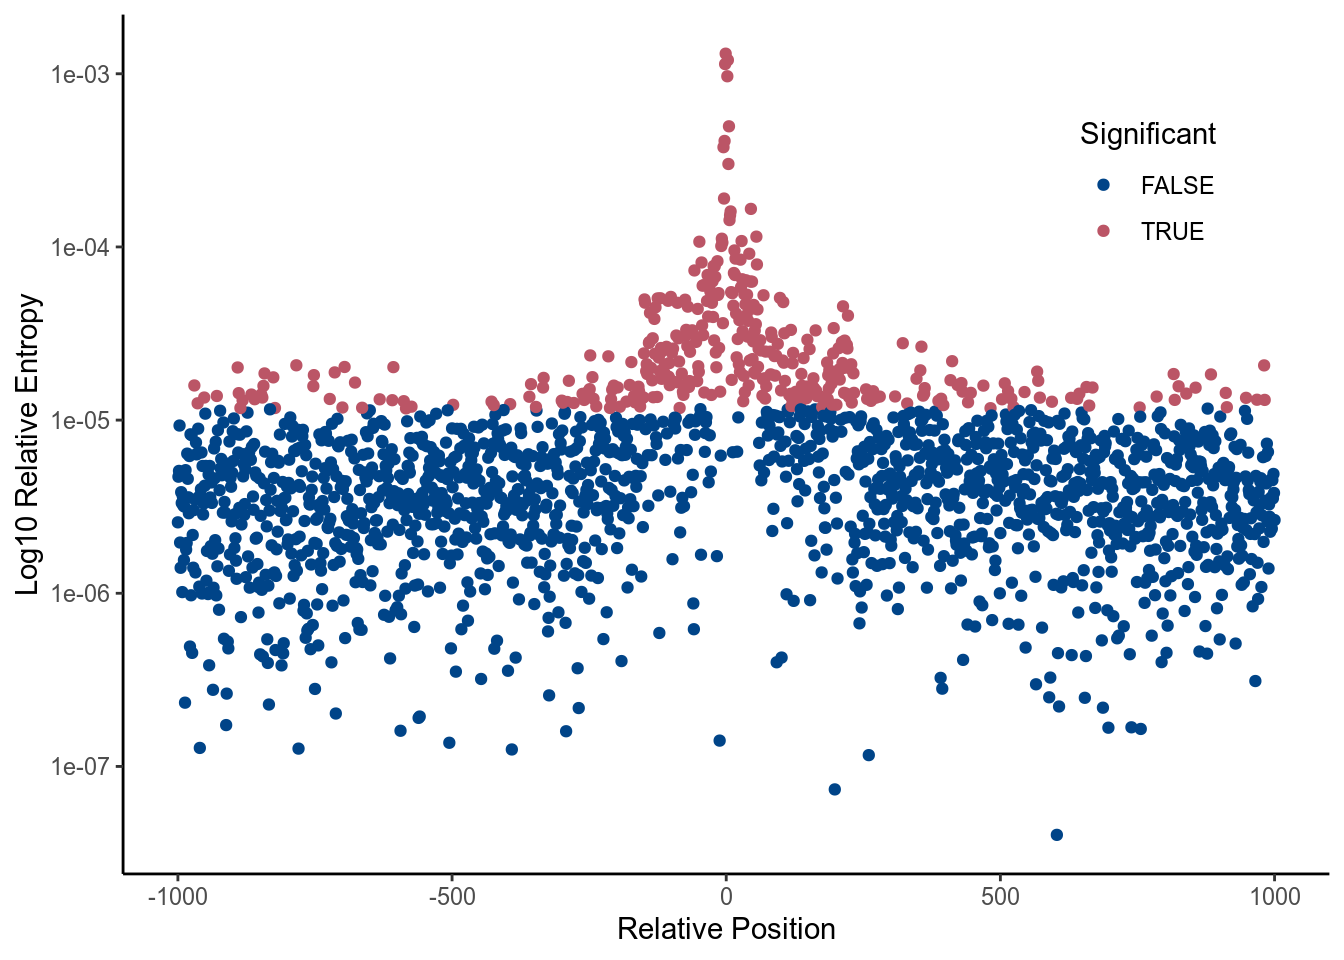 1e-03
1e-04
1e-05
1e-06
1e-07
Log10 Relative Entropy
Significant
FALSE
TRUE
-1000
-500
0
500
1000
Relative Position